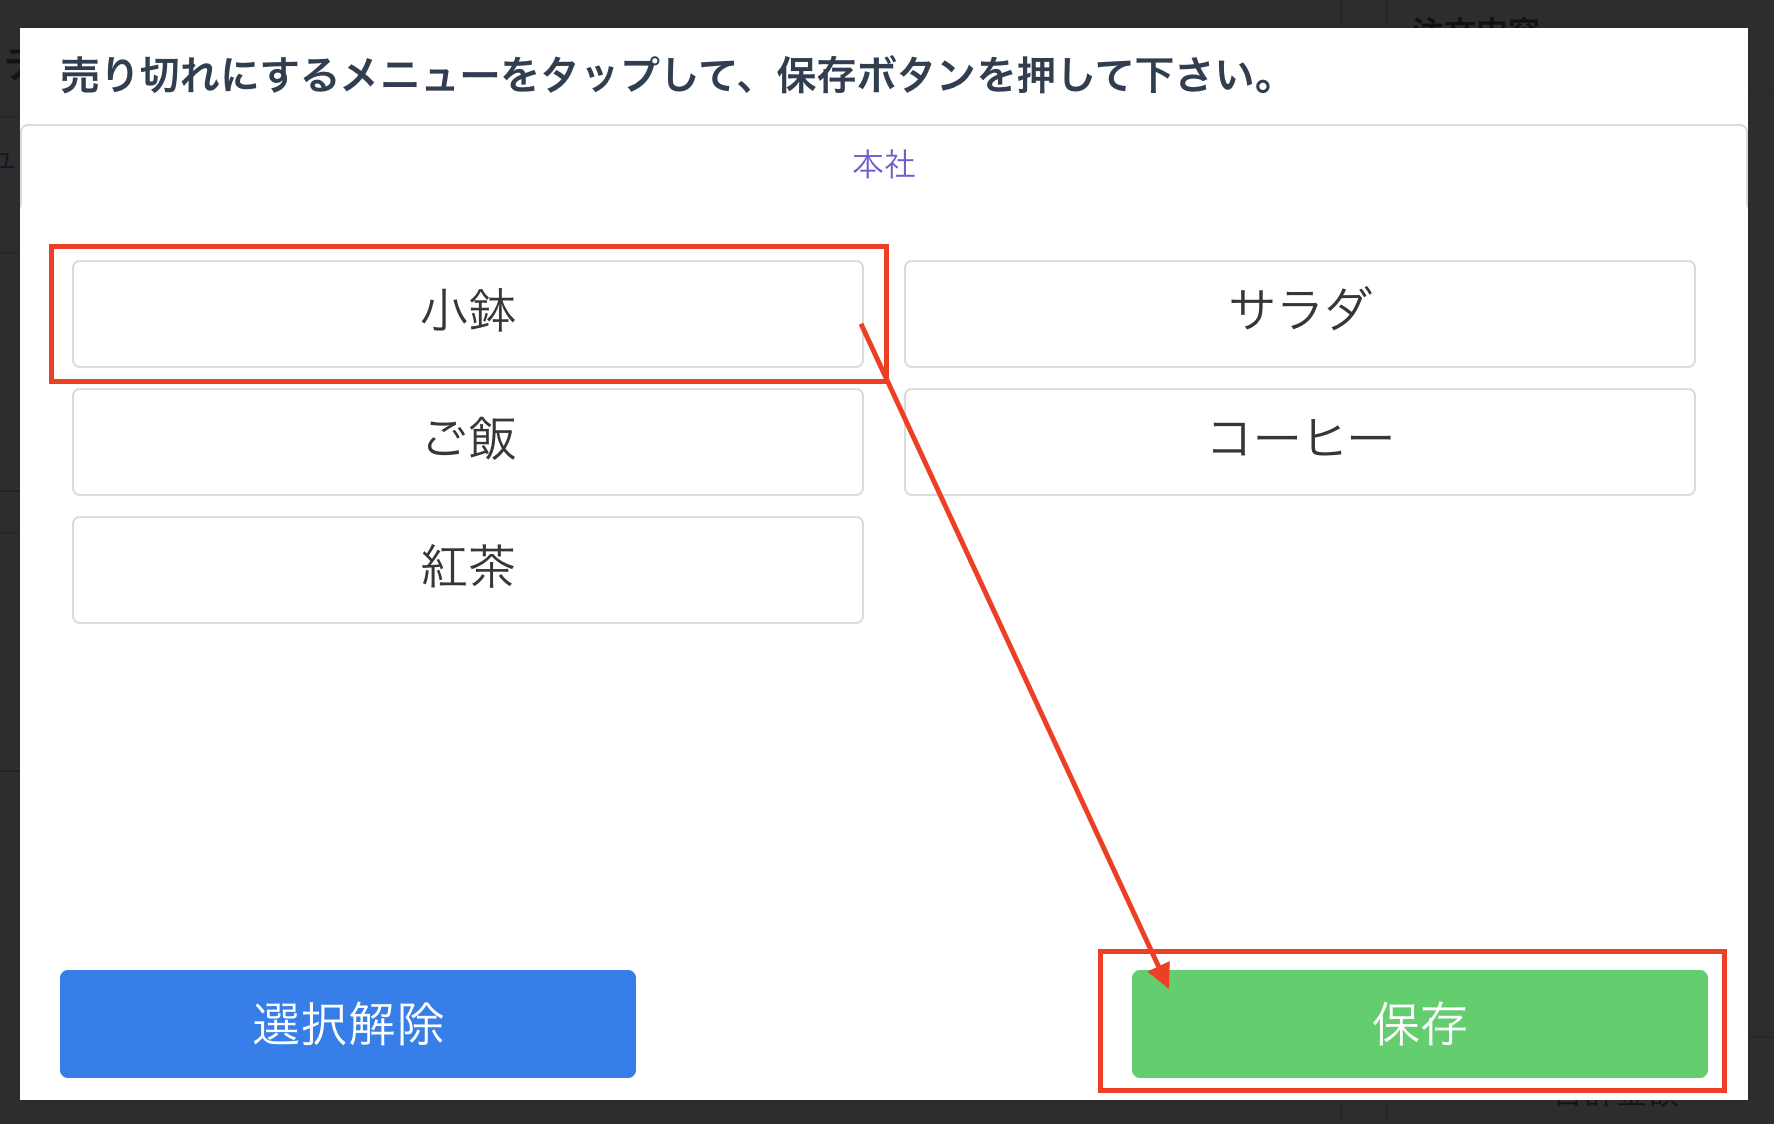 売り切れにするメニューをタップして、保存ボタンを押して下さい。
本社
小鉢
サラダ
ご飯
コーヒー
紅茶
選択解除
保存